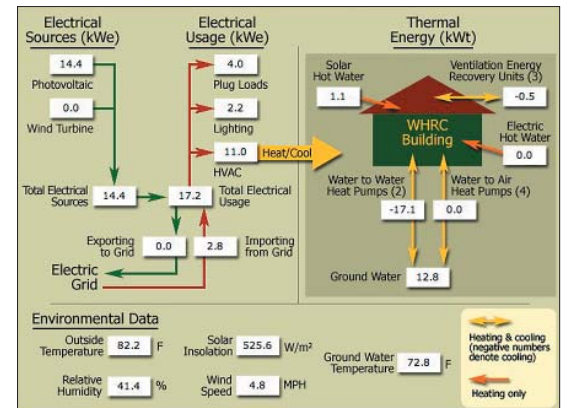 Electrical
Sources (kWe)
14.4
Photovoltaic
0.0
Wind Turbine
Total Electrical
Sources
14.4
Electrical
Usage (kWe)
4.0
Plug Loads
2.2
Lighting
11.0
HVAC
Heat/Cool
17.2
Total Electrical
Usage
Exporting
to Grid
0.0
2.8
Importing
from Grid
Electric
Grid
Thermal
Energy (kWt)
Solar
Hot Water
1.1
Ventilation Energy
Recovery Units (3)
-0.5
WHRC
Building
Electric
Hot Water
0.0
Water to Water
Heat Pumps (2)
-17.1
Water to Air
Heat Pumps (4)
0.0
Ground Water
12.8
Environmental Data
Outside
Temperature
82.2
F
Solar
Insolation
525.6
W/m²
Ground Water
Temperature
72.8
F
Relative
Humidity
41.4
%
Wind
Speed
4.8
MPH
Heating & cooling
(negative numbers
denote cooling)
Heating only